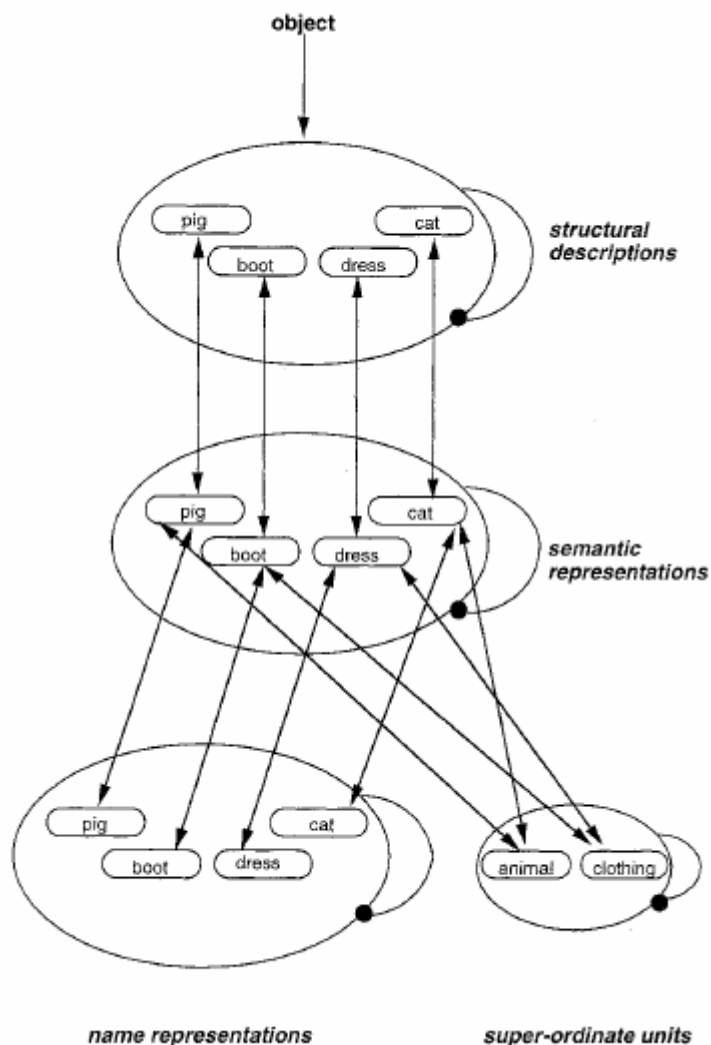 object
pig
cat
boot
dress
structural
descriptions
pig
cat
boot
dress
semantic
representations
pig
cat
boot
dress
animal
clothing
name representations
super-ordinate units